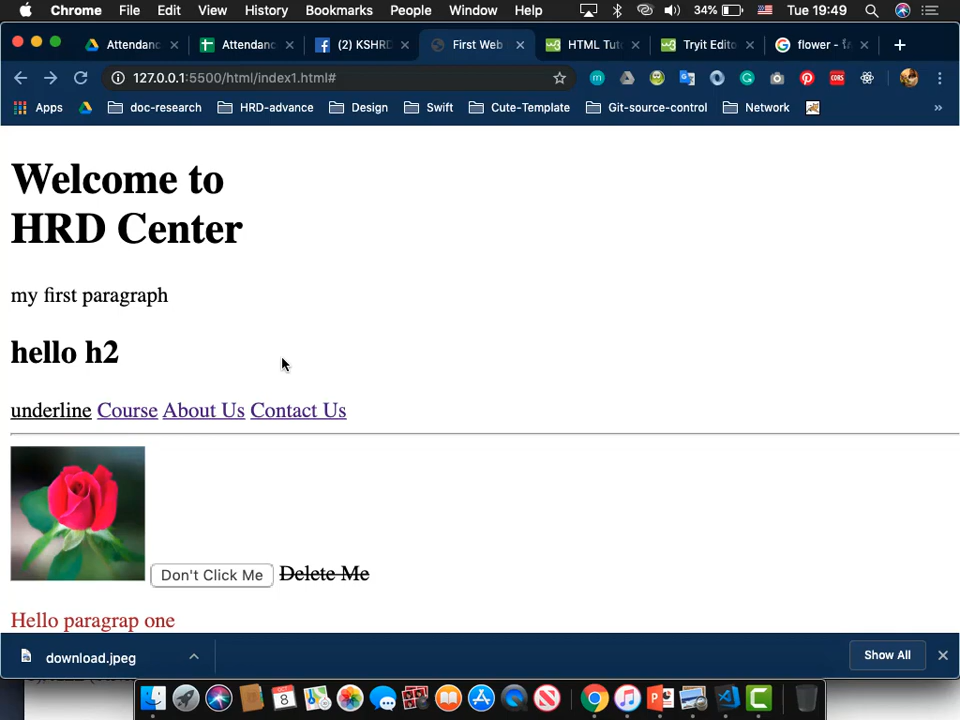 Chrome File Edit View History Bookmarks People Window Help 34% Tue 19:49
Attendanc Attendanc (2) KSHRD First Web HTML Tut Tryit Edito flower -
127.0.0.1:5500/html/index1.html#
Apps doc-research HRD-advance Design Swift Cute-Template Git-source-control Network »
Welcome to
HRD Center
my first paragraph
hello h2
underline Course About Us Contact Us
Don't Click Me Delete Me
Hello paragrap one
download.jpeg Show All